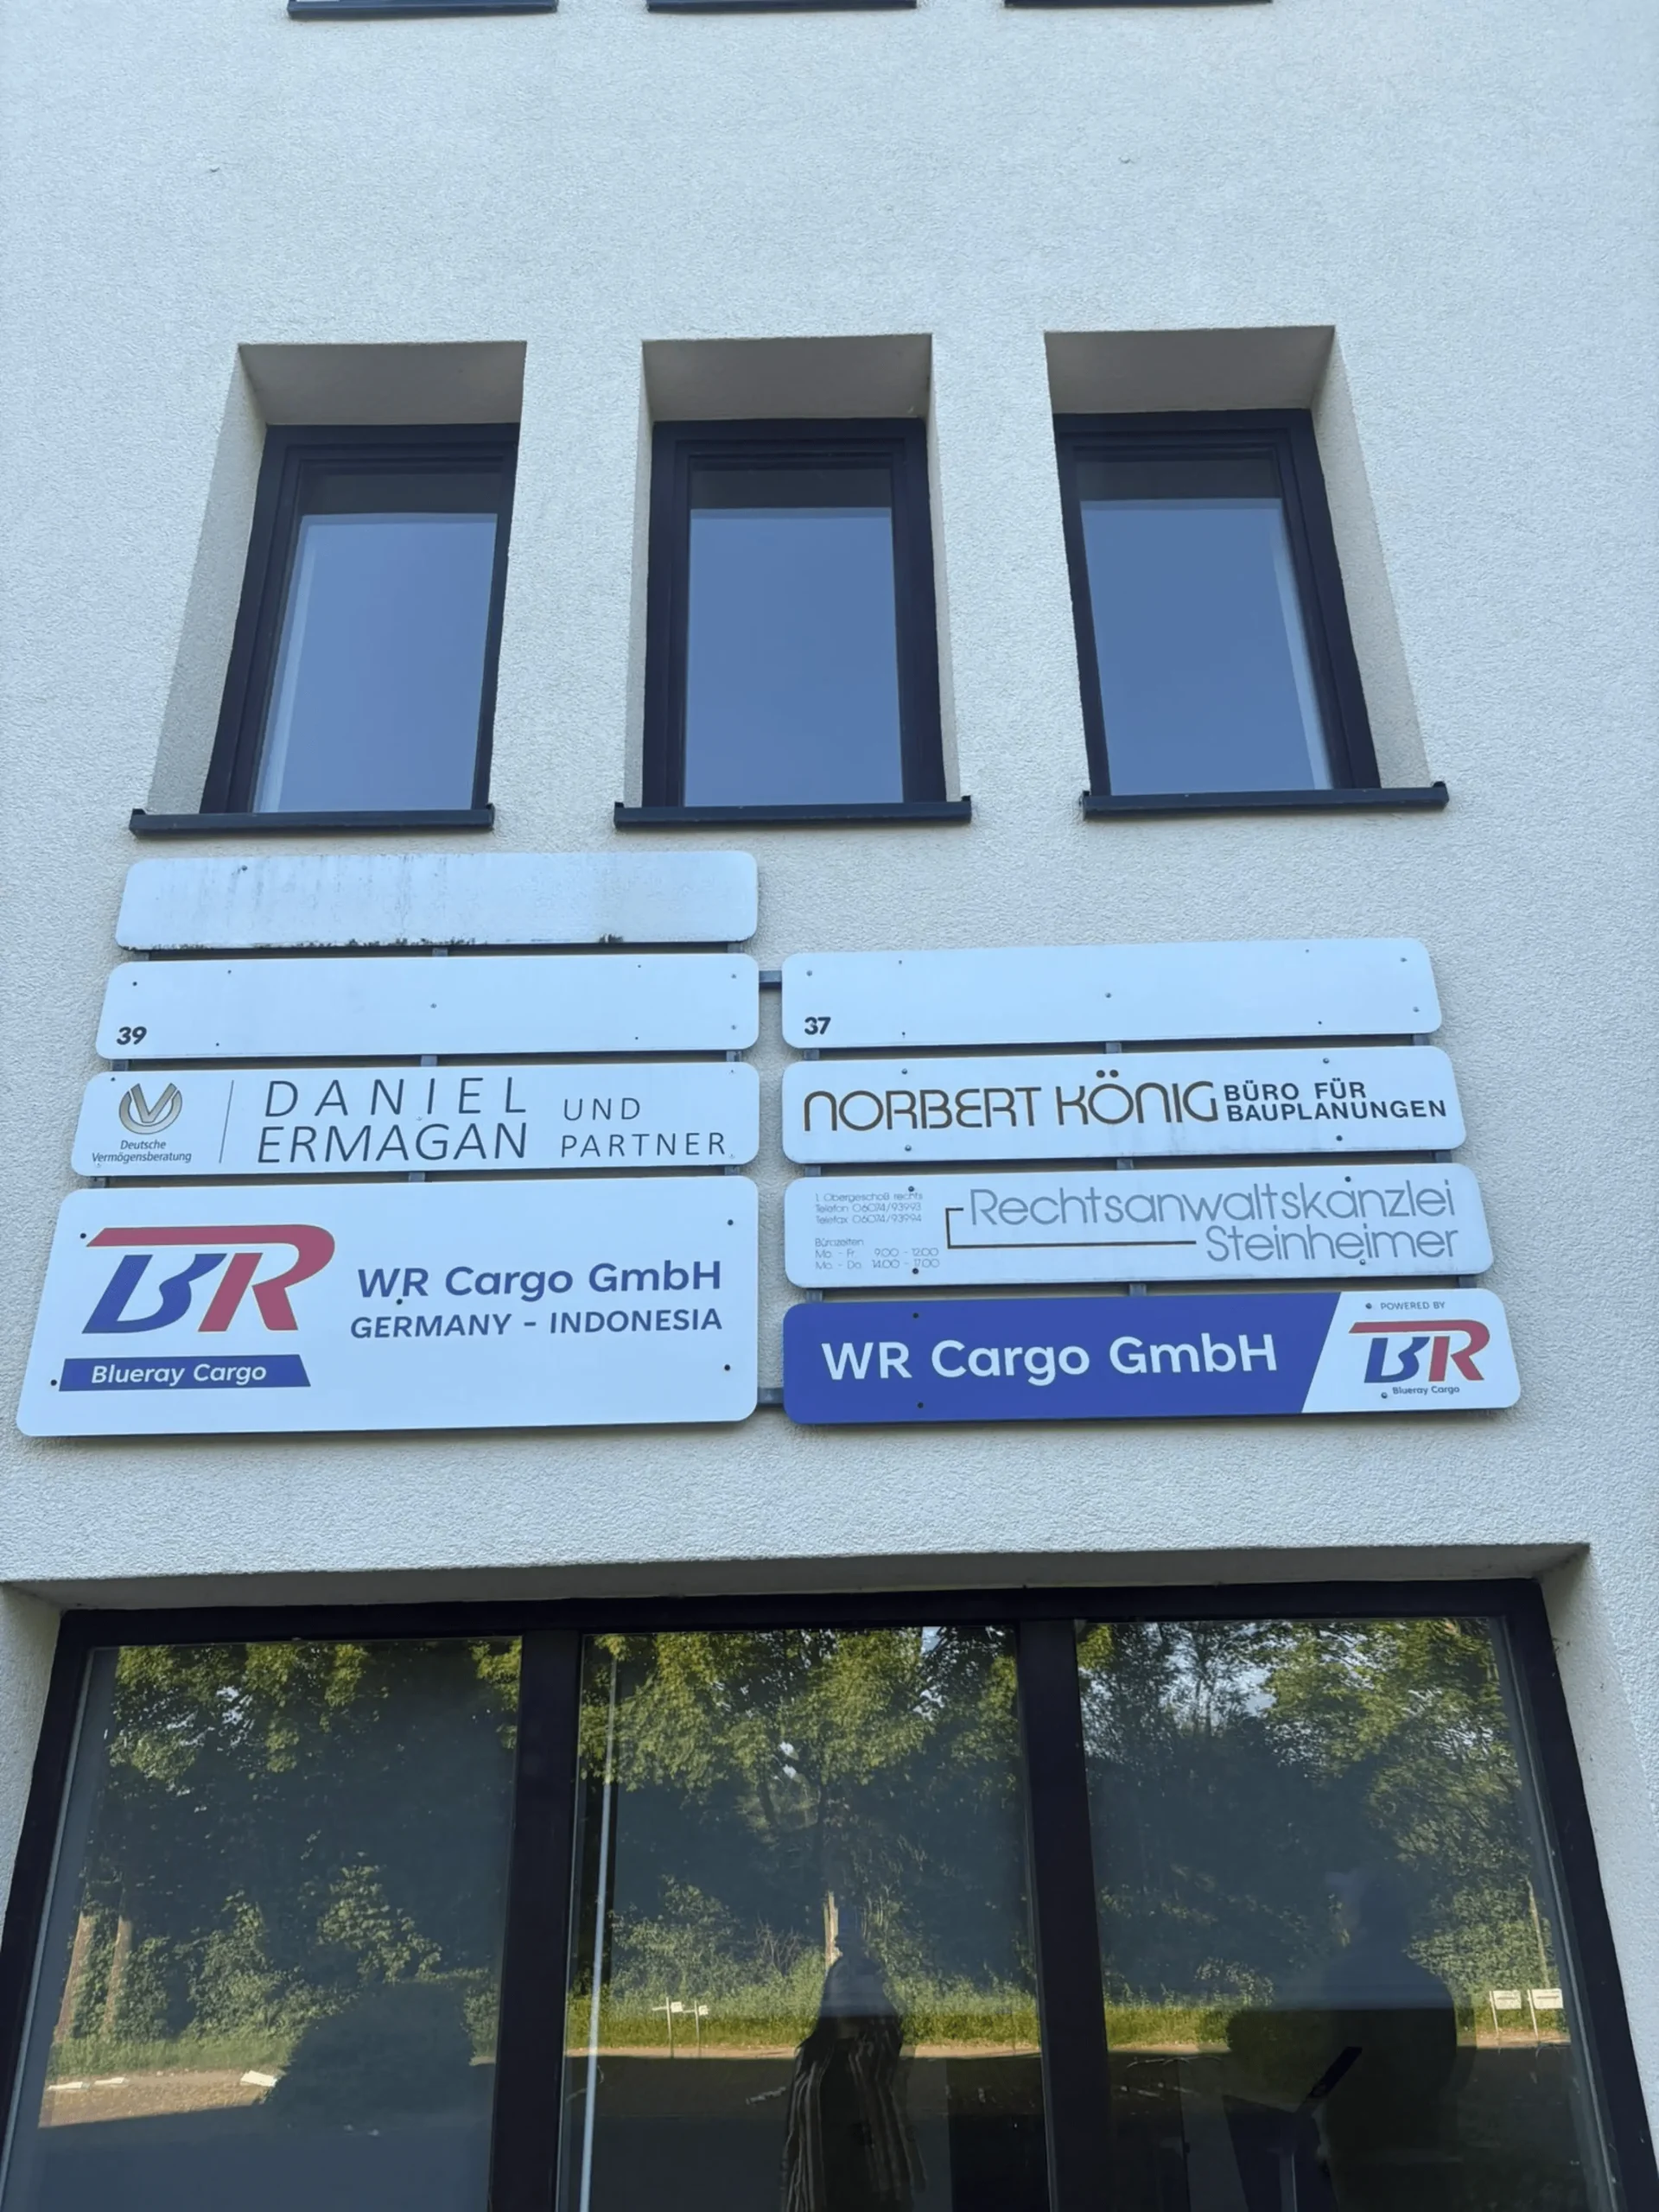 39
Deutsche
Vermögensberatung
DANIEL
ERMAGAN
UND
PARTNER
BR
Blueray Cargo
WR Cargo GmbH
GERMANY - INDONESIA
37
NORBERT KÖNIG
BÜRO FÜR
BAUPLANUNGEN
1. Obergeschoß rechts
Telefon 06074/93993
Telefax 06074/93994
Bürozeiten
Mo. - Fr. 9.00 - 12.00
Mo. - Do. 14.00 - 17.00
Rechtsanwaltskanzlei
Steinheimer
WR Cargo GmbH
POWERED BY
BR
Blueray Cargo